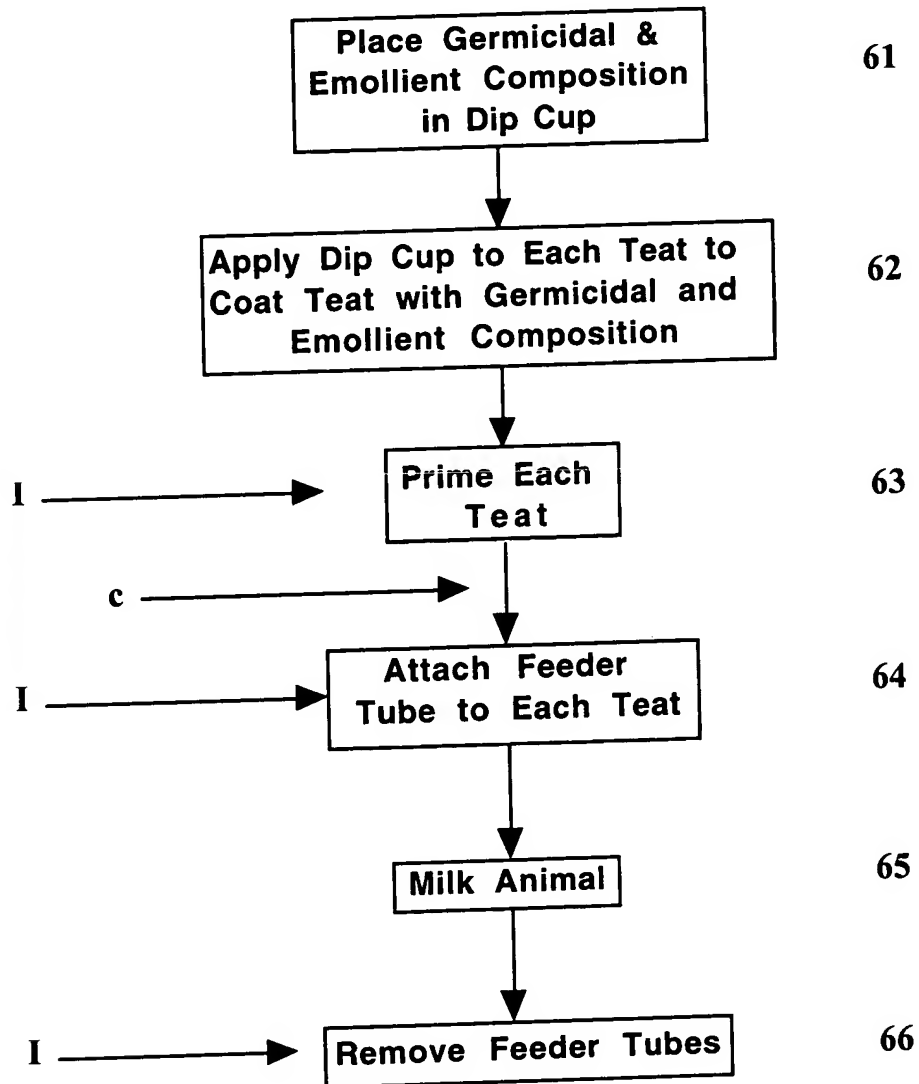 Place Germicidal &
Emollient Composition
in Dip Cup
61
Apply Dip Cup to Each Teat to
Coat Teat with Germicidal and
Emollient Composition
62
I
Prime Each
Teat
63
c
I
Attach Feeder
Tube to Each Teat
64
Milk Animal
65
I
Remove Feeder Tubes
66